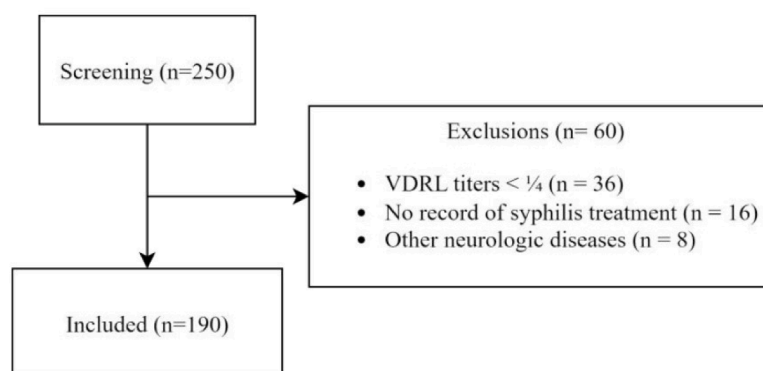 Screening (n=250)
Exclusions (n= 60)
• VDRL titers < ¼ (n = 36)
• No record of syphilis treatment (n = 16)
• Other neurologic diseases (n = 8)
Included (n=190)